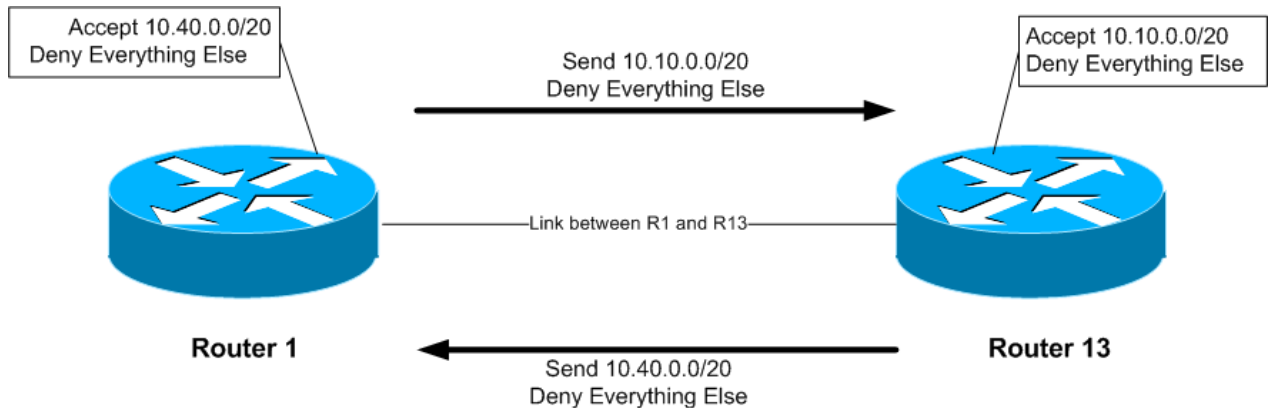 Accept 10.40.0.0/20
Deny Everything Else
Send 10.10.0.0/20
Deny Everything Else
Accept 10.10.0.0/20
Deny Everything Else
Link between R1 and R13
Router 1
Router 13
Send 10.40.0.0/20
Deny Everything Else